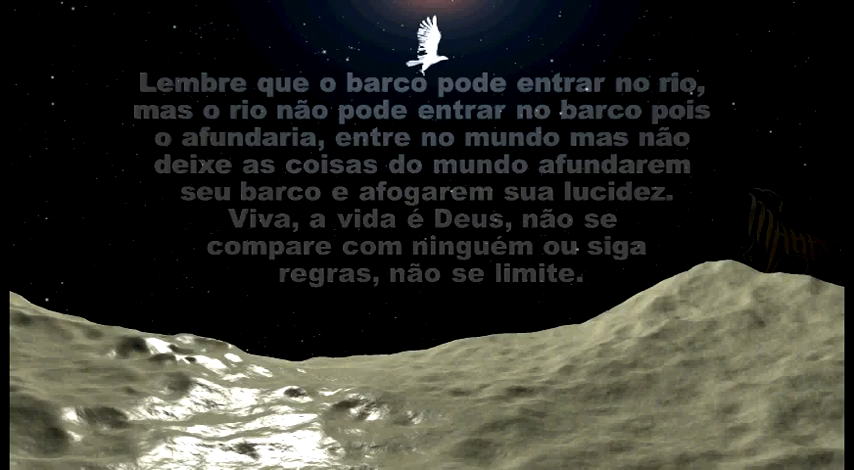 Lembre que o barco pode entrar no rio,
mas o rio não pode entrar no barco pois
o afundaria, entre no mundo mas não
deixe as coisas do mundo afundarem
seu barco e afogarem sua lucidez.
Viva, a vida é Deus, não se
compare com ninguém ou siga
regras, não se limite.